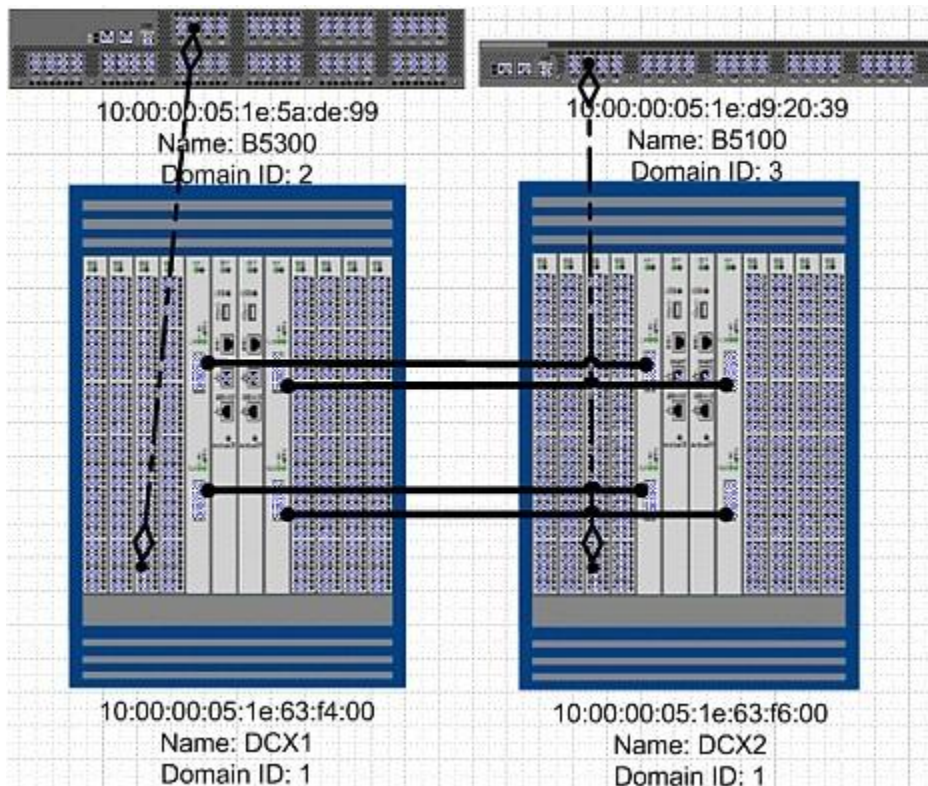 10:00:00:05:1e:5a:de:99
Name: B5300
Domain ID: 2
10:00:00:05:1e:d9:20:39
Name: B5100
Domain ID: 3
10:00:00:05:1e:63:f4:00
Name: DCX1
Domain ID: 1
10:00:00:05:1e:63:f6:00
Name: DCX2
Domain ID: 1